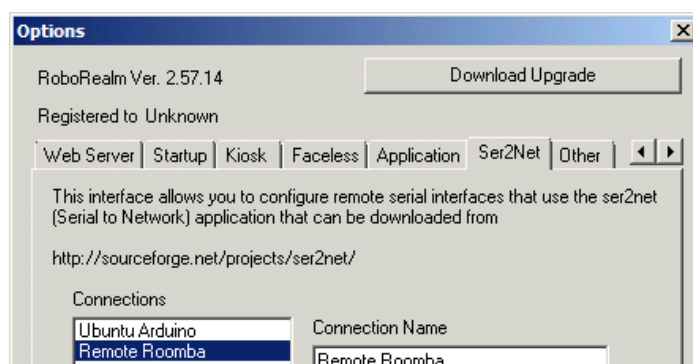 Options
RoboRealm Ver. 2.57.14
Download Upgrade
Registered to Unknown
Web Server Startup Kiosk Faceless Application Ser2Net Other
This interface allows you to configure remote serial interfaces that use the ser2net
(Serial to Network) application that can be downloaded from
http://sourceforge.net/projects/ser2net/
Connections
Ubuntu Arduino
Remote Roomba
Connection Name
Remote Roomba